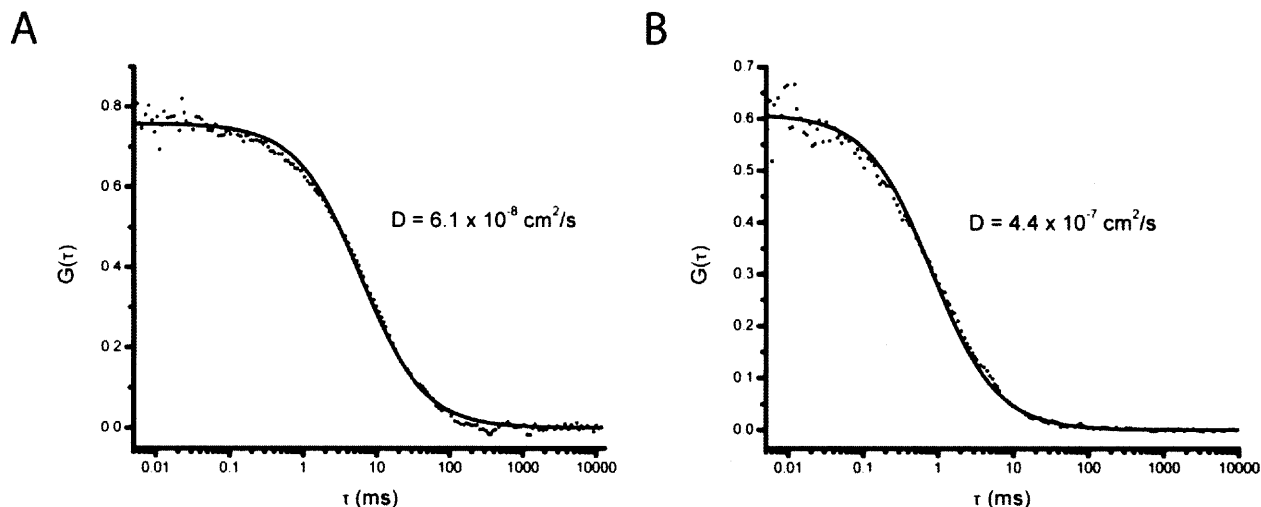 A
G(τ)
0.8
0.6
0.4
0.2
0.0
D = 6.1 x 10⁻⁸ cm²/s
0.01 0.1 1 10 100 1000 10000
τ (ms)
B
G(τ)
0.7
0.6
0.5
0.4
0.3
0.2
0.1
0.0
D = 4.4 x 10⁻⁷ cm²/s
0.01 0.1 1 10 100 1000 10000
τ (ms)